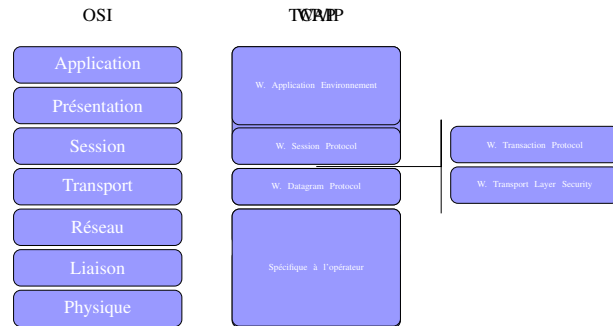 OSI
Application
Présentation
Session
Transport
Réseau
Liaison
Physique
W. Application Environnement
W. Session Protocol
W. Datagram Protocol
Spécifique à l'opérateur
W. Transaction Protocol
W. Transport Layer Security